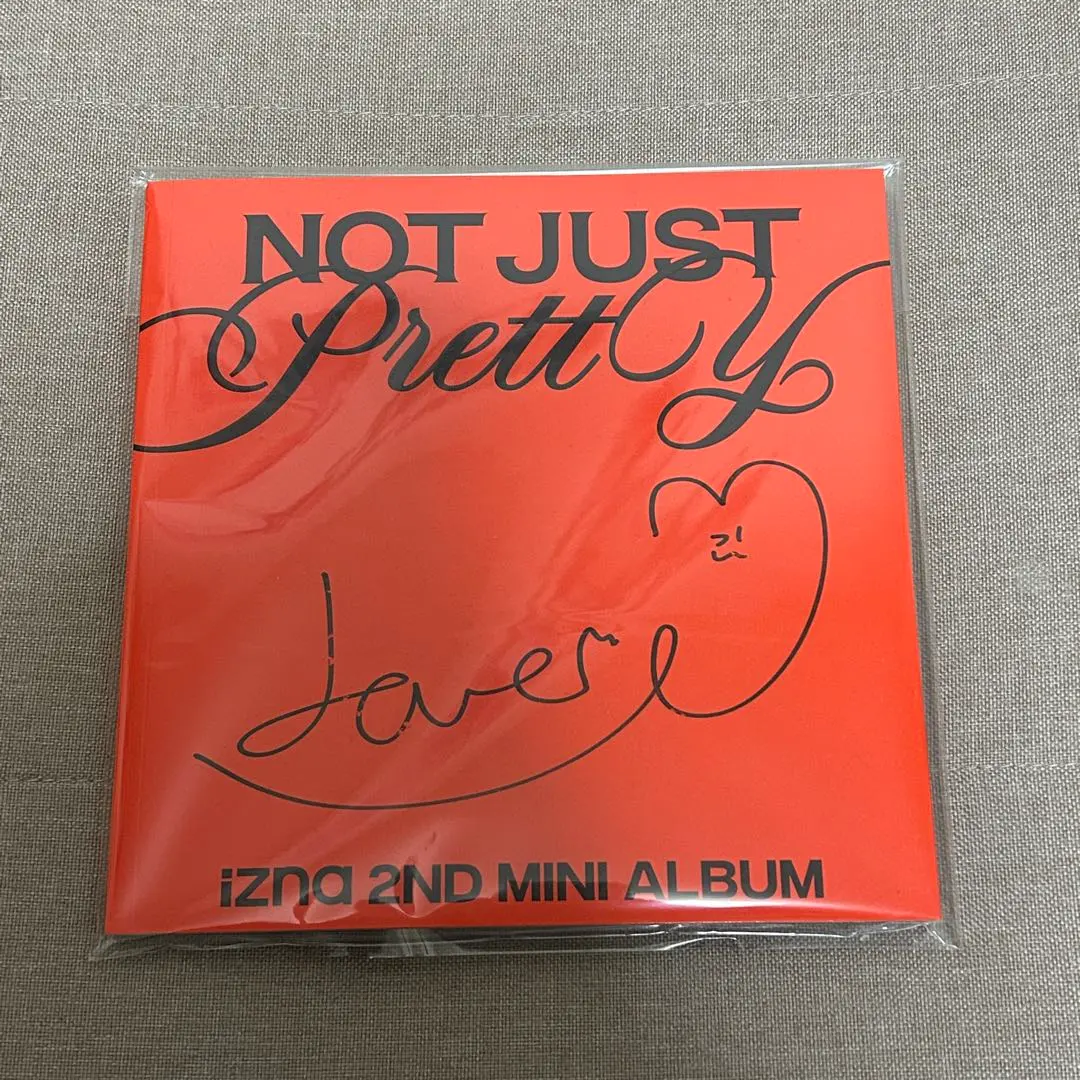 NOT JUST
Pretty
izna 2ND MINI ALBUM